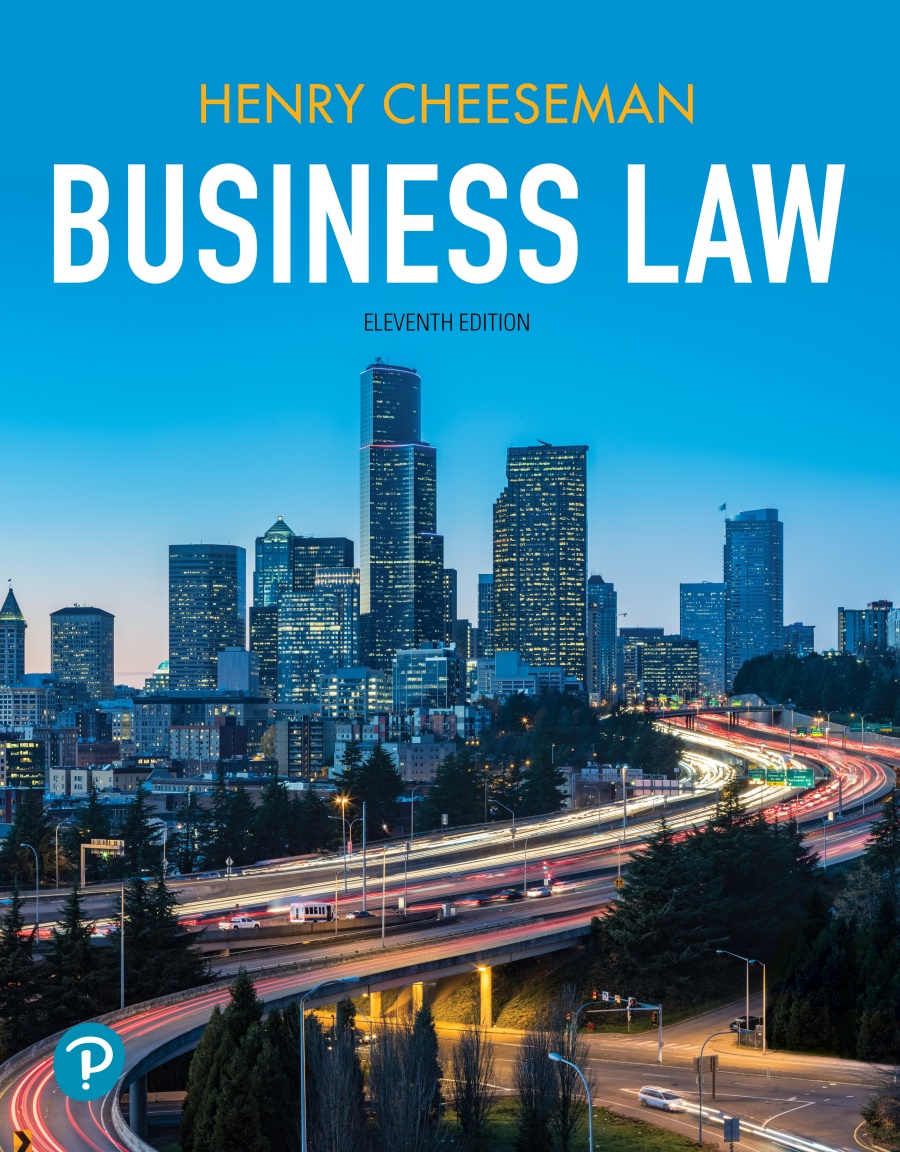 HENRY CHEESEMAN
BUSINESS LAW
ELEVENTH EDITION
P